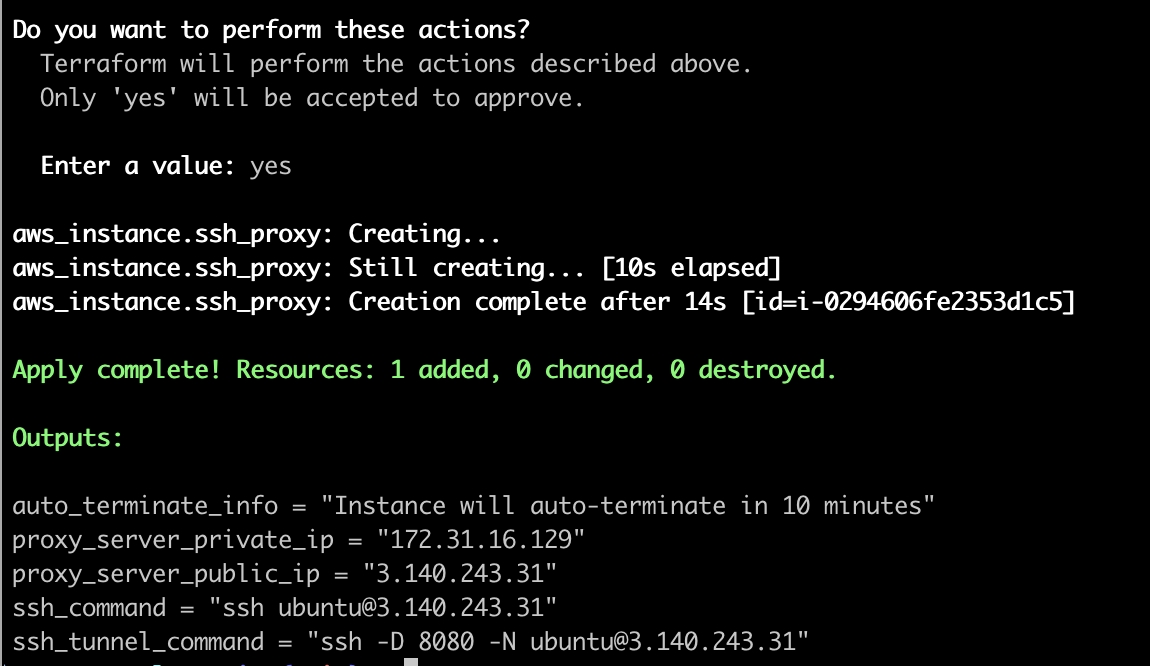 Do you want to perform these actions?
Terraform will perform the actions described above.
Only 'yes' will be accepted to approve.
Enter a value: yes
aws_instance.ssh_proxy: Creating...
aws_instance.ssh_proxy: Still creating... [10s elapsed]
aws_instance.ssh_proxy: Creation complete after 14s [id=i-0294606fe2353d1c5]
Apply complete! Resources: 1 added, 0 changed, 0 destroyed.
Outputs:
auto_terminate_info = "Instance will auto-terminate in 10 minutes"
proxy_server_private_ip = "172.31.16.129"
proxy_server_public_ip = "3.140.243.31"
ssh_command = "ssh ubuntu@3.140.243.31"
ssh_tunnel_command = "ssh -D 8080 -N ubuntu@3.140.243.31"